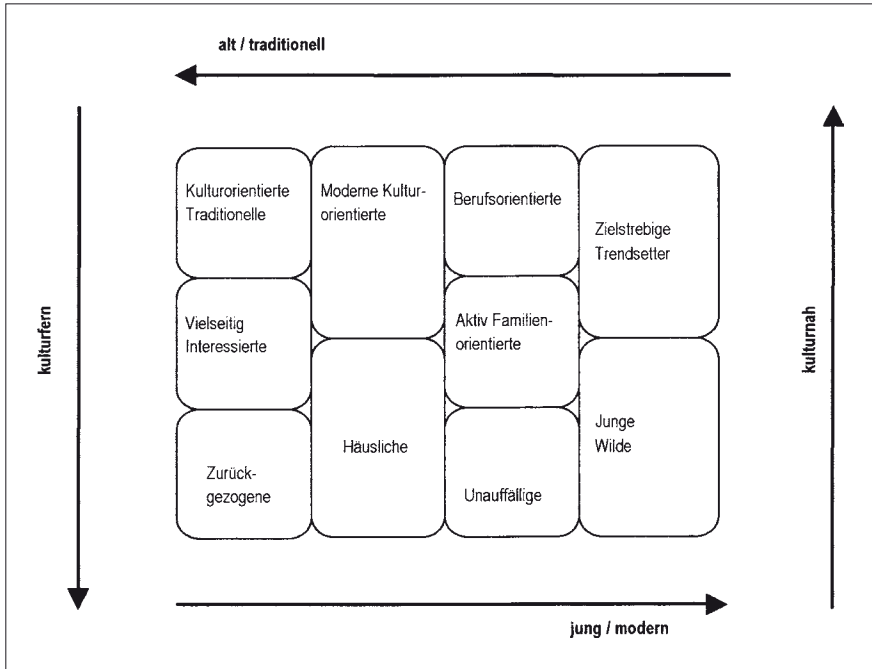 alt / traditionell
kulturfern
kulturnah
Kulturorientierte
Traditionelle
Moderne Kultur-
orientierte
Berufsorientierte
Zielstrebige
Trendsetter
Vielseitig
Interessierte
Aktiv Familien-
orientierte
Zurück-
gezogene
Häusliche
Unauffällige
Junge
Wilde
jung / modern